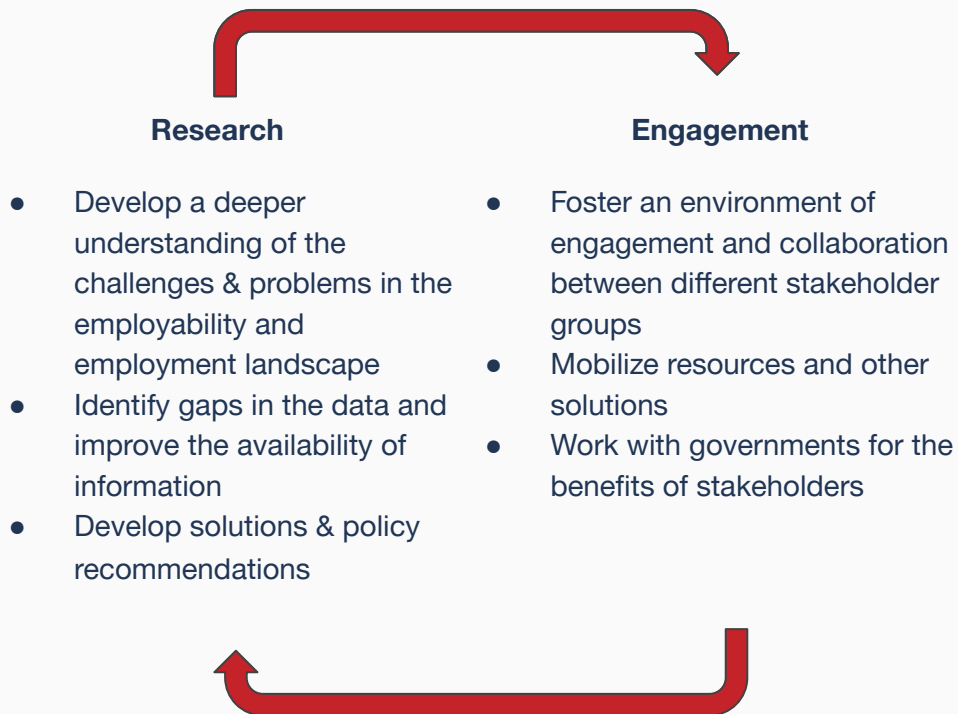 Research
● Develop a deeper
understanding of the
challenges & problems in the
employability and
employment landscape
● Identify gaps in the data and
improve the availability of
information
● Develop solutions & policy
recommendations
Engagement
● Foster an environment of
engagement and collaboration
between different stakeholder
groups
● Mobilize resources and other
solutions
● Work with governments for the
benefits of stakeholders